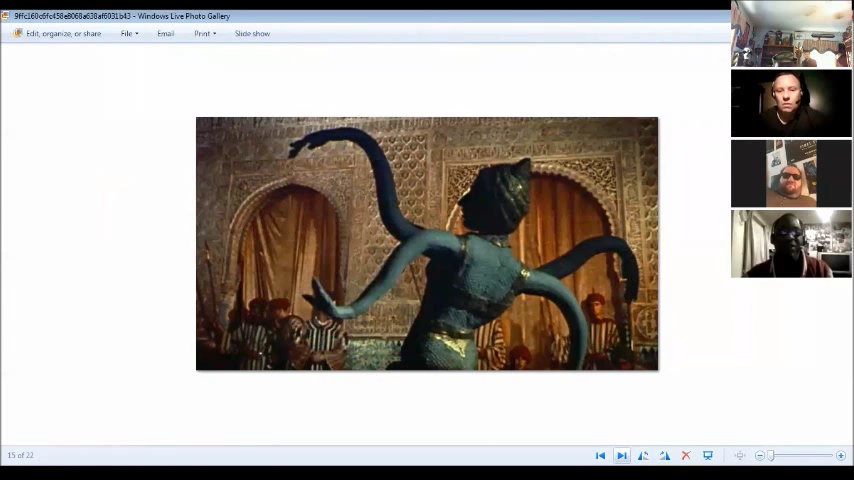 9ffc160c6fc458e8068a638af6031b43 - Windows Live Photo Gallery
Edit, organize, or share File Email Print Slide show
15 of 22